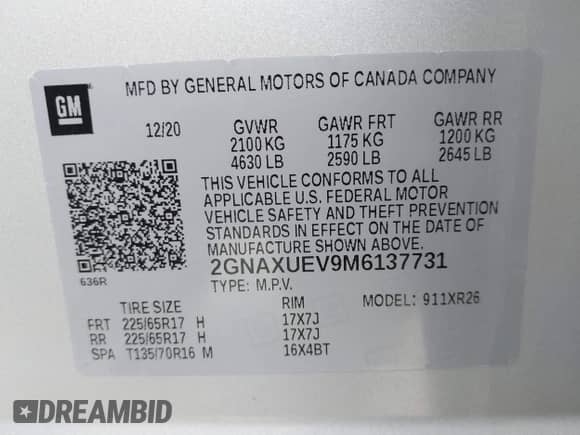 GM
MFD BY GENERAL MOTORS OF CANADA COMPANY
12/20 GVWR GAWR FRT GAWR RR
2100 KG 1175 KG 1200 KG
4630 LB 2590 LB 2645 LB
THIS VEHICLE CONFORMS TO ALL
APPLICABLE U.S. FEDERAL MOTOR
VEHICLE SAFETY AND THEFT PREVENTION
STANDARDS IN EFFECT ON THE DATE
OF MANUFACTURE SHOWN ABOVE.
636R
2GNAXUEV9M6137731
TYPE: M.P.V. MODEL: 911XR26
TIRE SIZE RIM
FRT 225/65R17 H 17X7J
RR 225/65R17 H 17X7J
SPA T135/70R16 M 16X4BT
DREAMBID